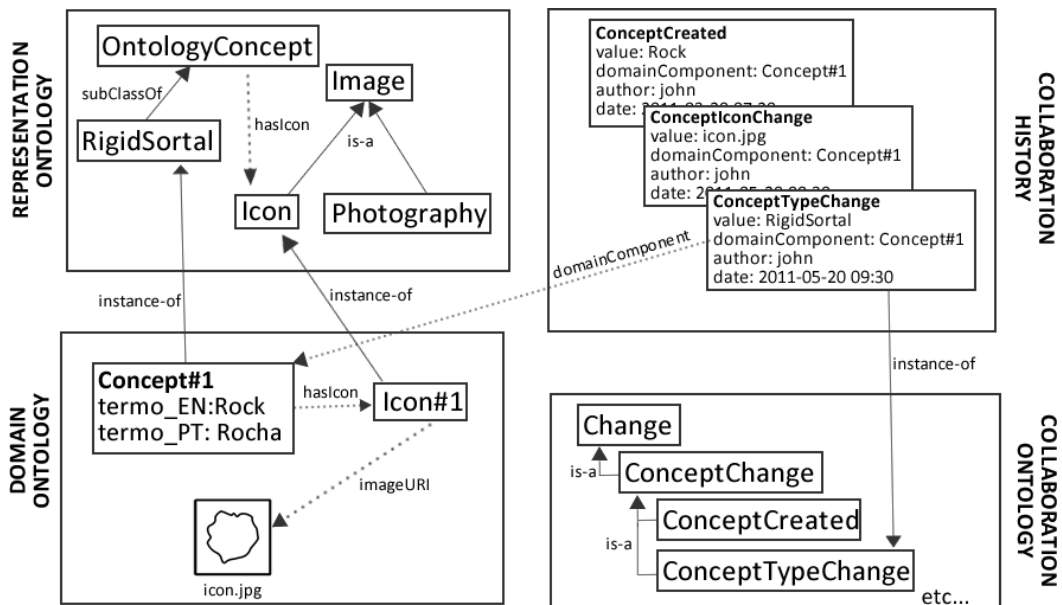 REPRESENTATION
ONTOLOGY
OntologyConcept
subClassOf
RigidSortal
hasIcon
Image
is-a
Icon
Photography
instance-of
instance-of
DOMAIN
ONTOLOGY
Concept#1
termo_EN:Rock
termo_PT: Rocha
hasIcon
Icon#1
imageURI
icon.jpg
COLLABORATION
HISTORY
ConceptCreated
value: Rock
domainComponent: Concept#1
author: john
date:
ConceptIconChange
value: icon.jpg
domainComponent: Concept#1
author: john
date:
ConceptTypeChange
value: RigidSortal
domainComponent: Concept#1
author: john
date: 2011-05-20 09:30
domainComponent
instance-of
COLLABORATION
ONTOLOGY
Change
is-a
ConceptChange
is-a
ConceptCreated
ConceptTypeChange
etc...